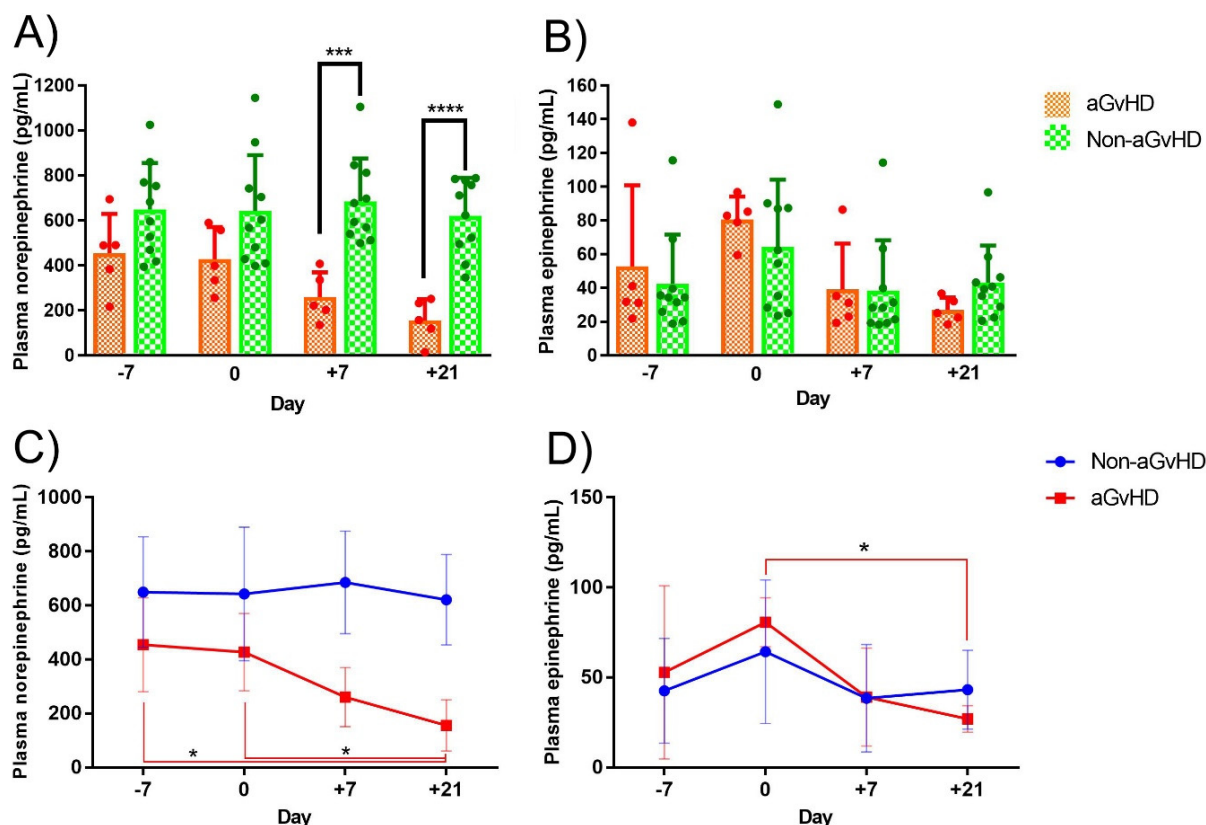 A)
Plasma norepinephrine (pg/mL)
1200
1000
800
600
400
200
0
***
****
-7 0 +7 +21
Day
B)
Plasma epinephrine (pg/mL)
160
140
120
100
80
60
40
20
0
-7 0 +7 +21
Day
aGvHD
Non-aGvHD
C)
Plasma norepinephrine (pg/mL)
1000
800
600
400
200
0
* *
-7 0 +7 +21
Day
D)
Plasma epinephrine (pg/mL)
150
100
50
0
*
-7 0 +7 +21
Day
Non-aGvHD
aGvHD